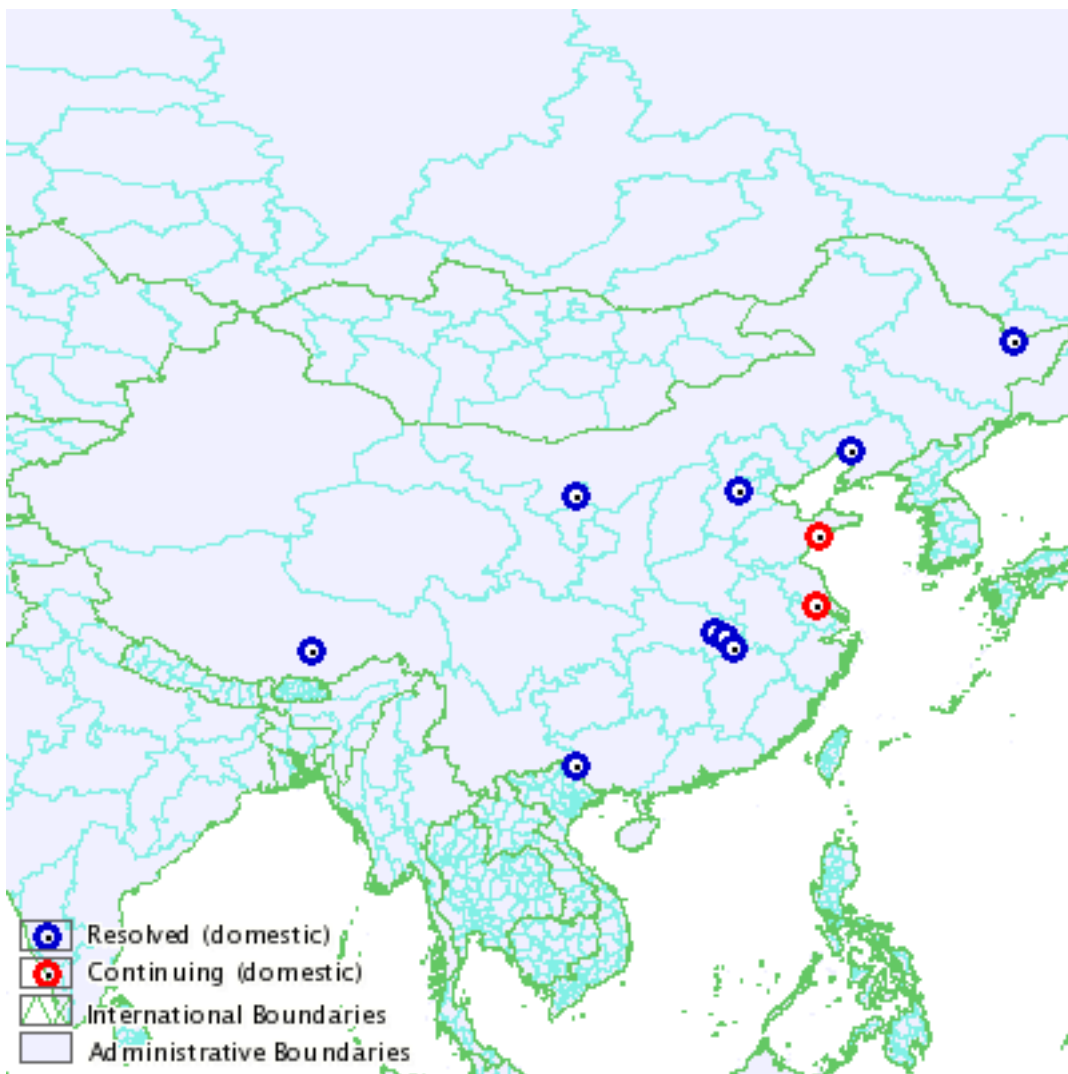 Resolved (domestic)
Continuing (domestic)
International Boundaries
Administrative Boundaries